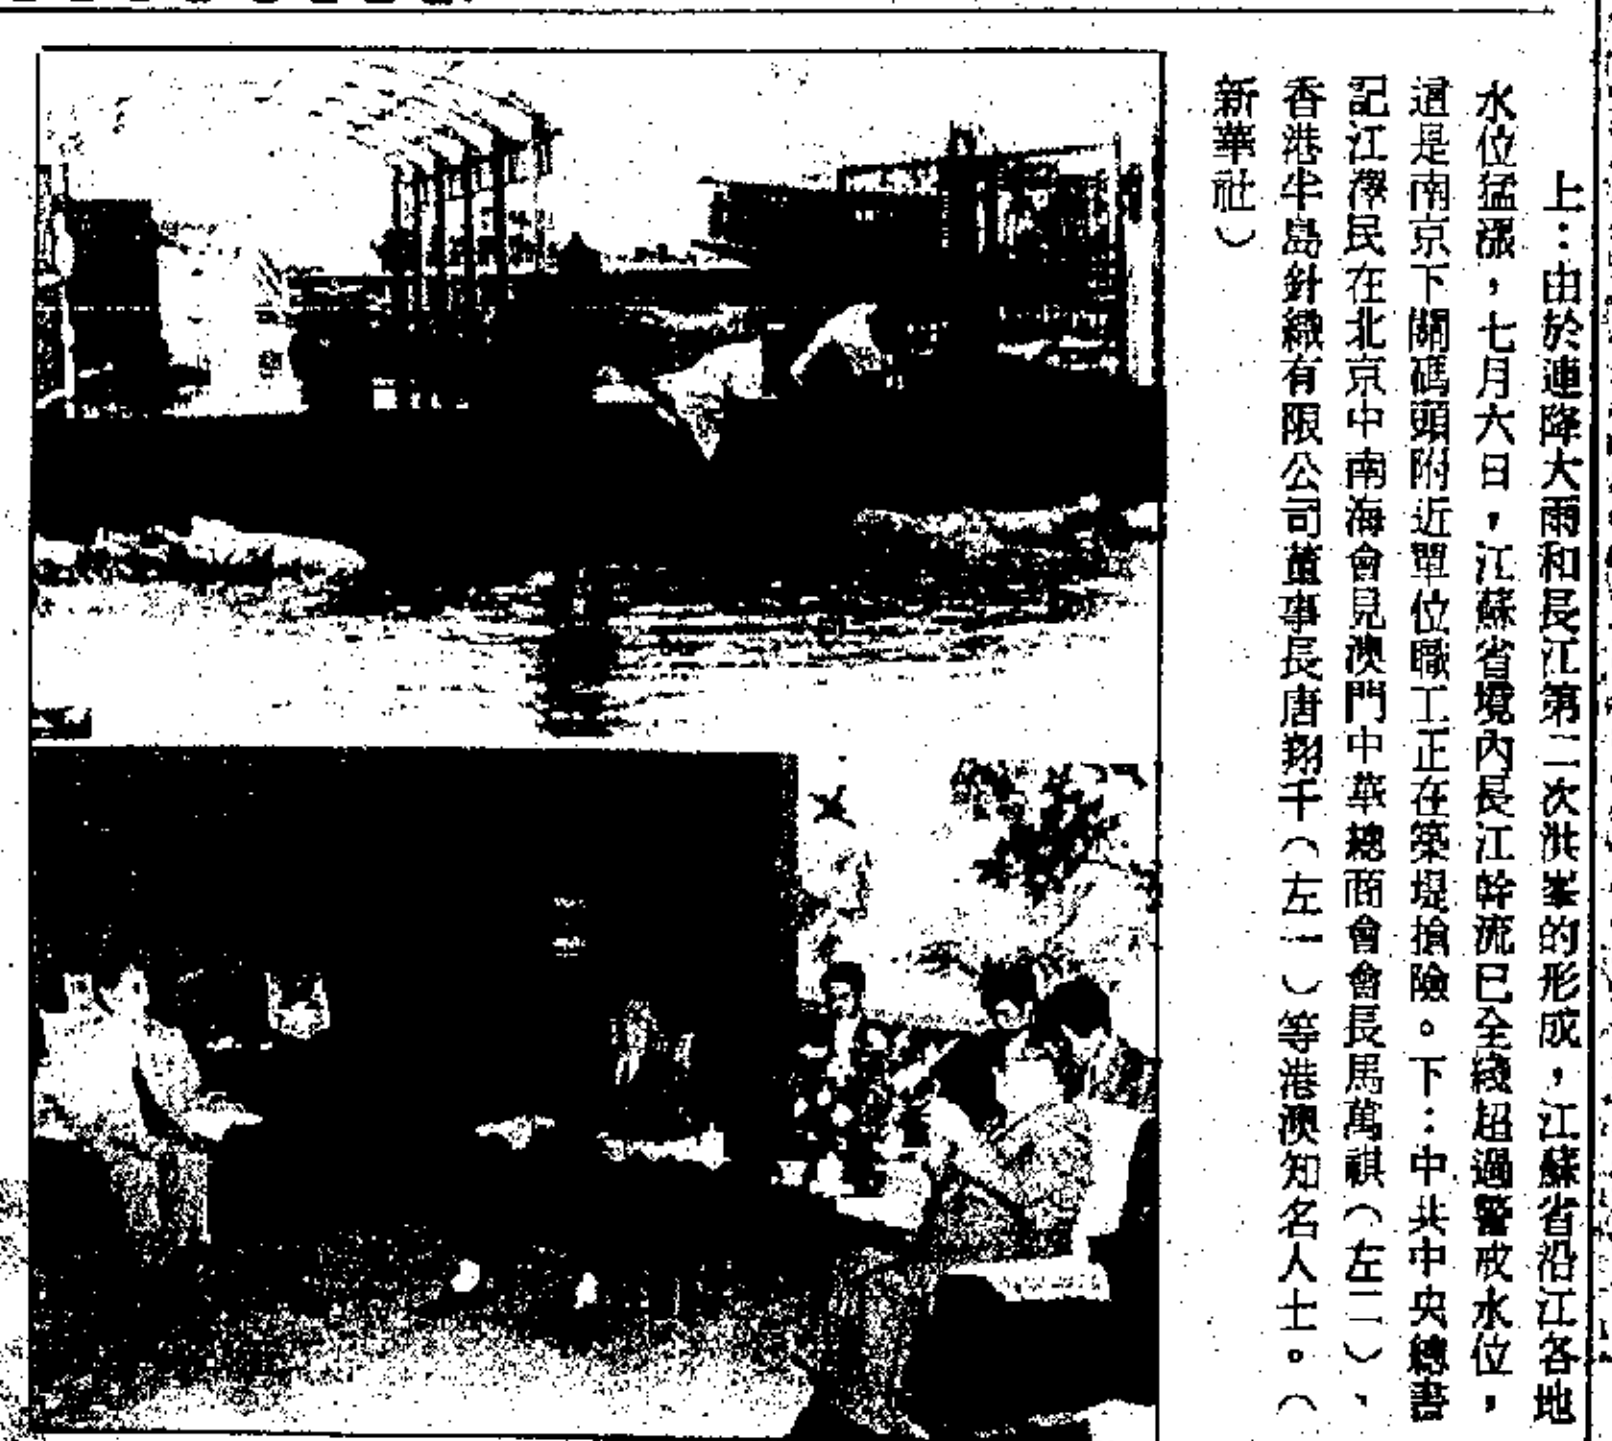 上：由於連降大雨和長江第二次洪峯的形成，江蘇省沿江各地
水位猛漲，七月六日，江蘇省境內長江幹流已全綫超過警戒水位，
這是南京下關碼頭附近單位職工正在築堤搶險。下：中共中央總書
記江澤民在北京中南海會見澳門中華總商會會長馬萬祺（左二）、
香港半島針織有限公司董事長唐翔千（左一）等港澳知名人士。（
新華社）